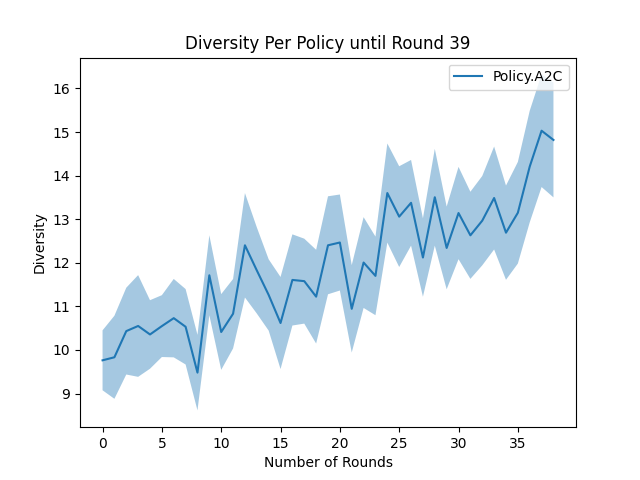 Diversity Per Policy until Round 39
Policy.A2C
16
15
14
13
12
11
10
9
Diversity
0 5 10 15 20 25 30 35
Number of Rounds